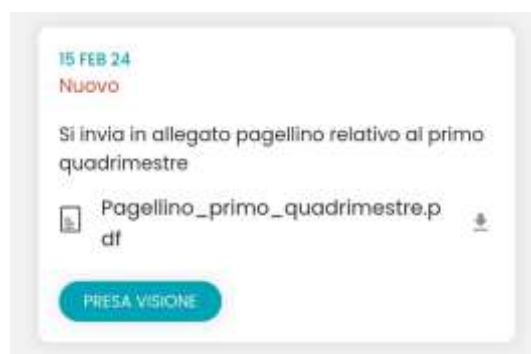 15 FEB 24
Nuovo
Si invia in allegato pagellino relativo al primo
quadrimestre
Pagellino_primo_quadrimestre.p
df
PRESA VISIONE